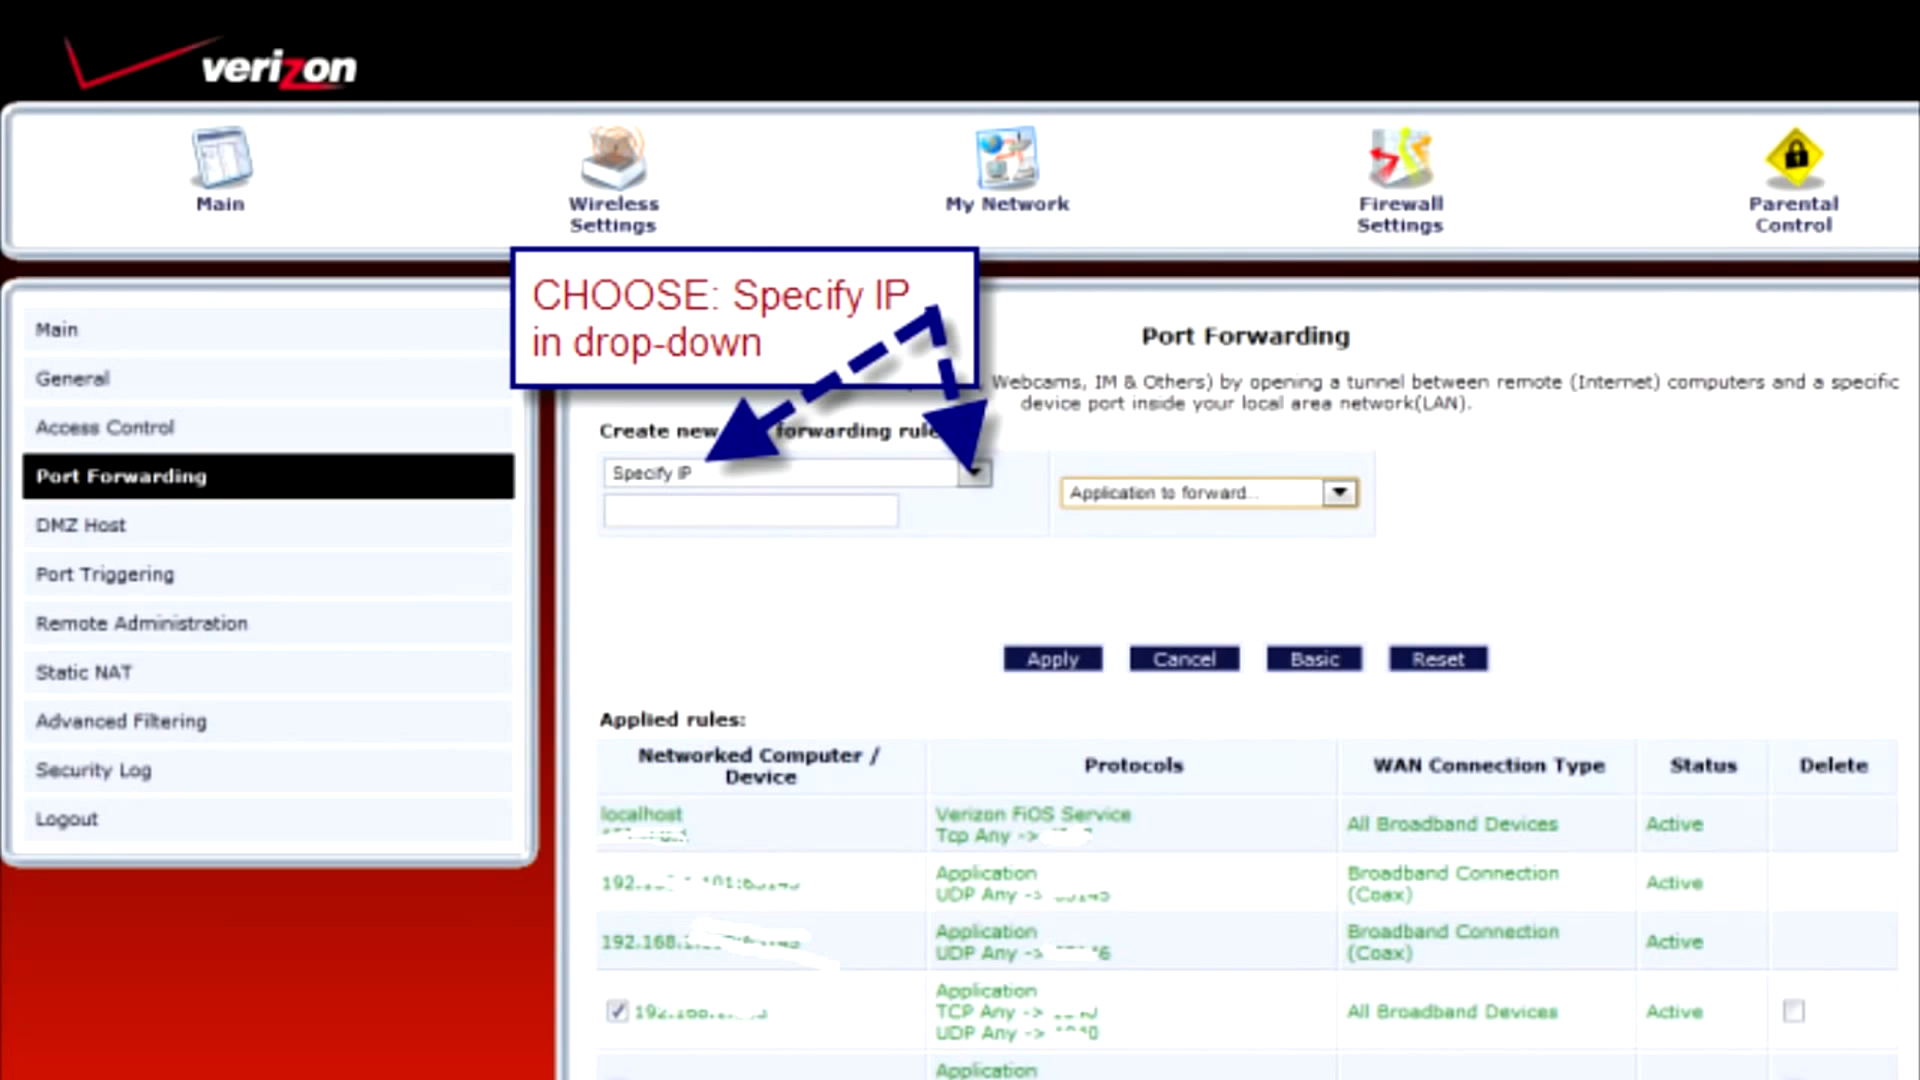 verizon
Main
Wireless
Settings
My Network
Firewall
Settings
Parental
Control
CHOOSE: Specify IP
in drop-down
Main
General
Access Control
Port Forwarding
DMZ Host
Port Triggering
Remote Administration
Static NAT
Advanced Filtering
Security Log
Logout
Port Forwarding
Webcams, IM & Others) by opening a tunnel between remote (Internet) computers and a specific
device port inside your local area network(LAN).
Create new forwarding rule
Specify IP
Application to forward...
Apply Cancel Basic Reset
Applied rules:
Networked Computer /
Device
Protocols
WAN Connection Type
Status
Delete
localhost
Verizon FiOS Service
Tcp Any ->
All Broadband Devices
Active
Application
UDP Any ->
Broadband Connection
(Coax)
Active
192.168.
Application
UDP Any ->
Broadband Connection
(Coax)
Active
Application
TCP Any ->
UDP Any ->
All Broadband Devices
Active
Application